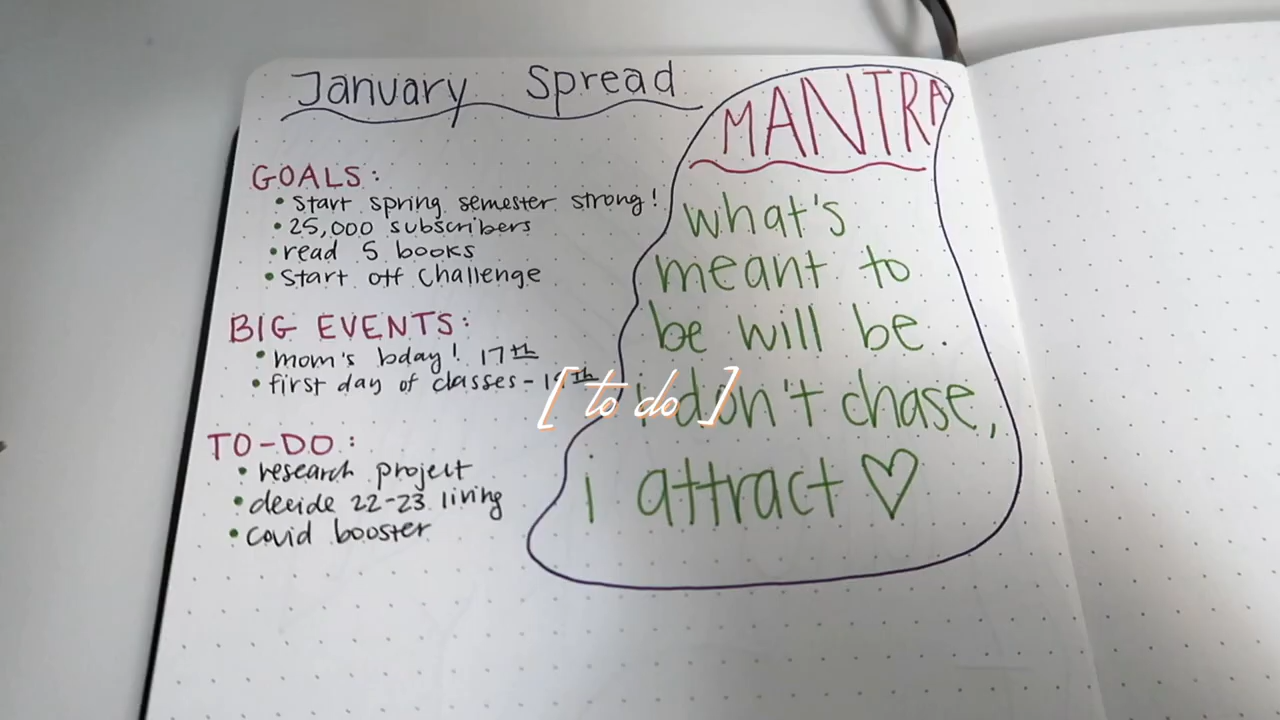 January Spread
GOALS:
• start spring semester strong!
• 25,000 subscribers
• read 5 books
• start off challenge
BIG EVENTS:
• mom's bday! 17th
• first day of classes -
TO-DO:
• research project
• decide 22-23 living
• covid booster
MANTRA
what's
meant to
be will be.
i don't chase,
i attract ♡
[ to do ]